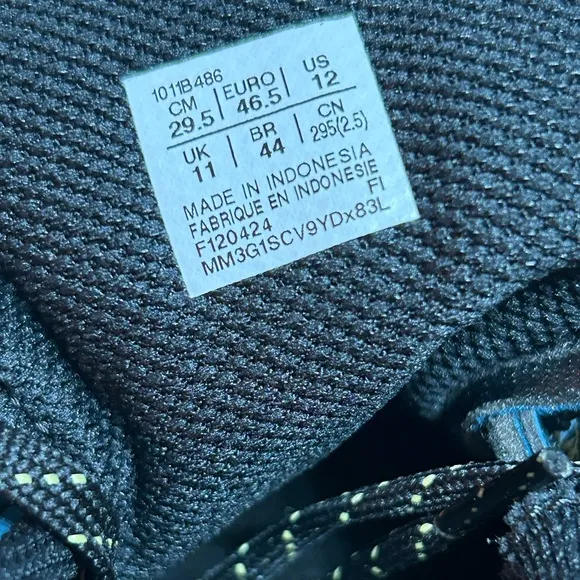 1011B486
CM | EURO | US
29.5 | 46.5 | 12
UK | BR | CN
11 | 44 | 295(2.5)
MADE IN INDONESIA
FABRIQUE EN INDONESIE
F120424 FI
MM3G1SCV9YDx83L